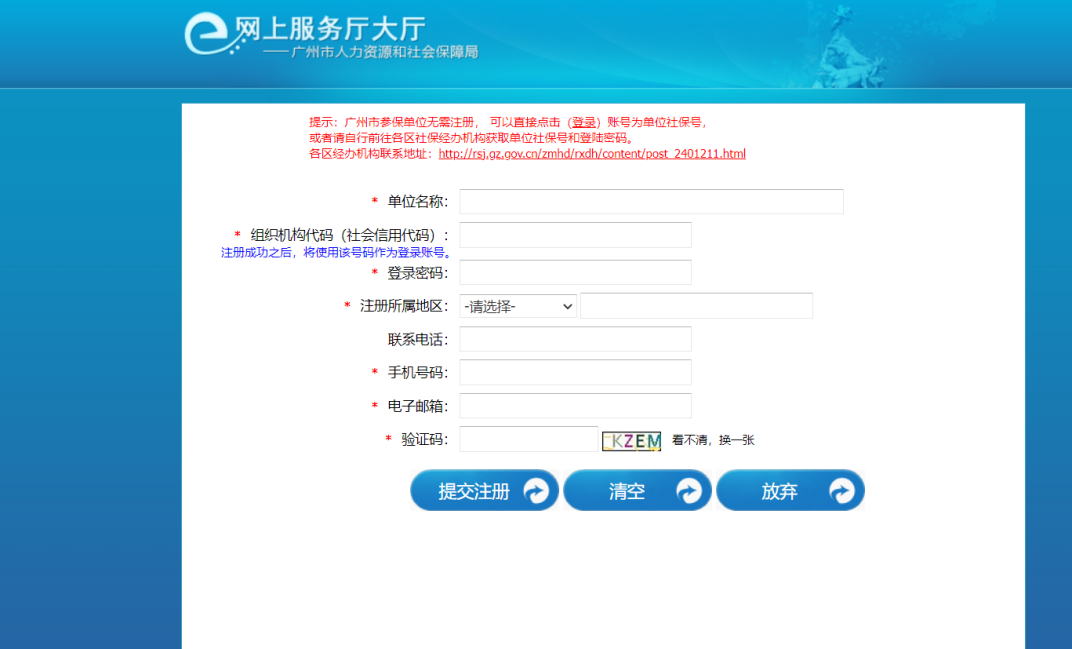 网上服务厅大厅
——广州市人力资源和社会保障局
提示：广州市参保单位无需注册， 可以直接点击（登录）账号为单位社保号，
或者请自行前往各区社保经办机构获取单位社保号和登陆密码。
各区经办机构联系地址：http://rsj.gz.gov.cn/zmhd/rxdh/content/post_2401211.html
* 单位名称：
* 组织机构代码（社会信用代码）：
注册成功之后，将使用该号码作为登录账号。
* 登录密码：
* 注册所属地区： -请选择-
联系电话：
* 手机号码：
* 电子邮箱：
* 验证码： KZEM 看不清，换一张
提交注册 清空 放弃